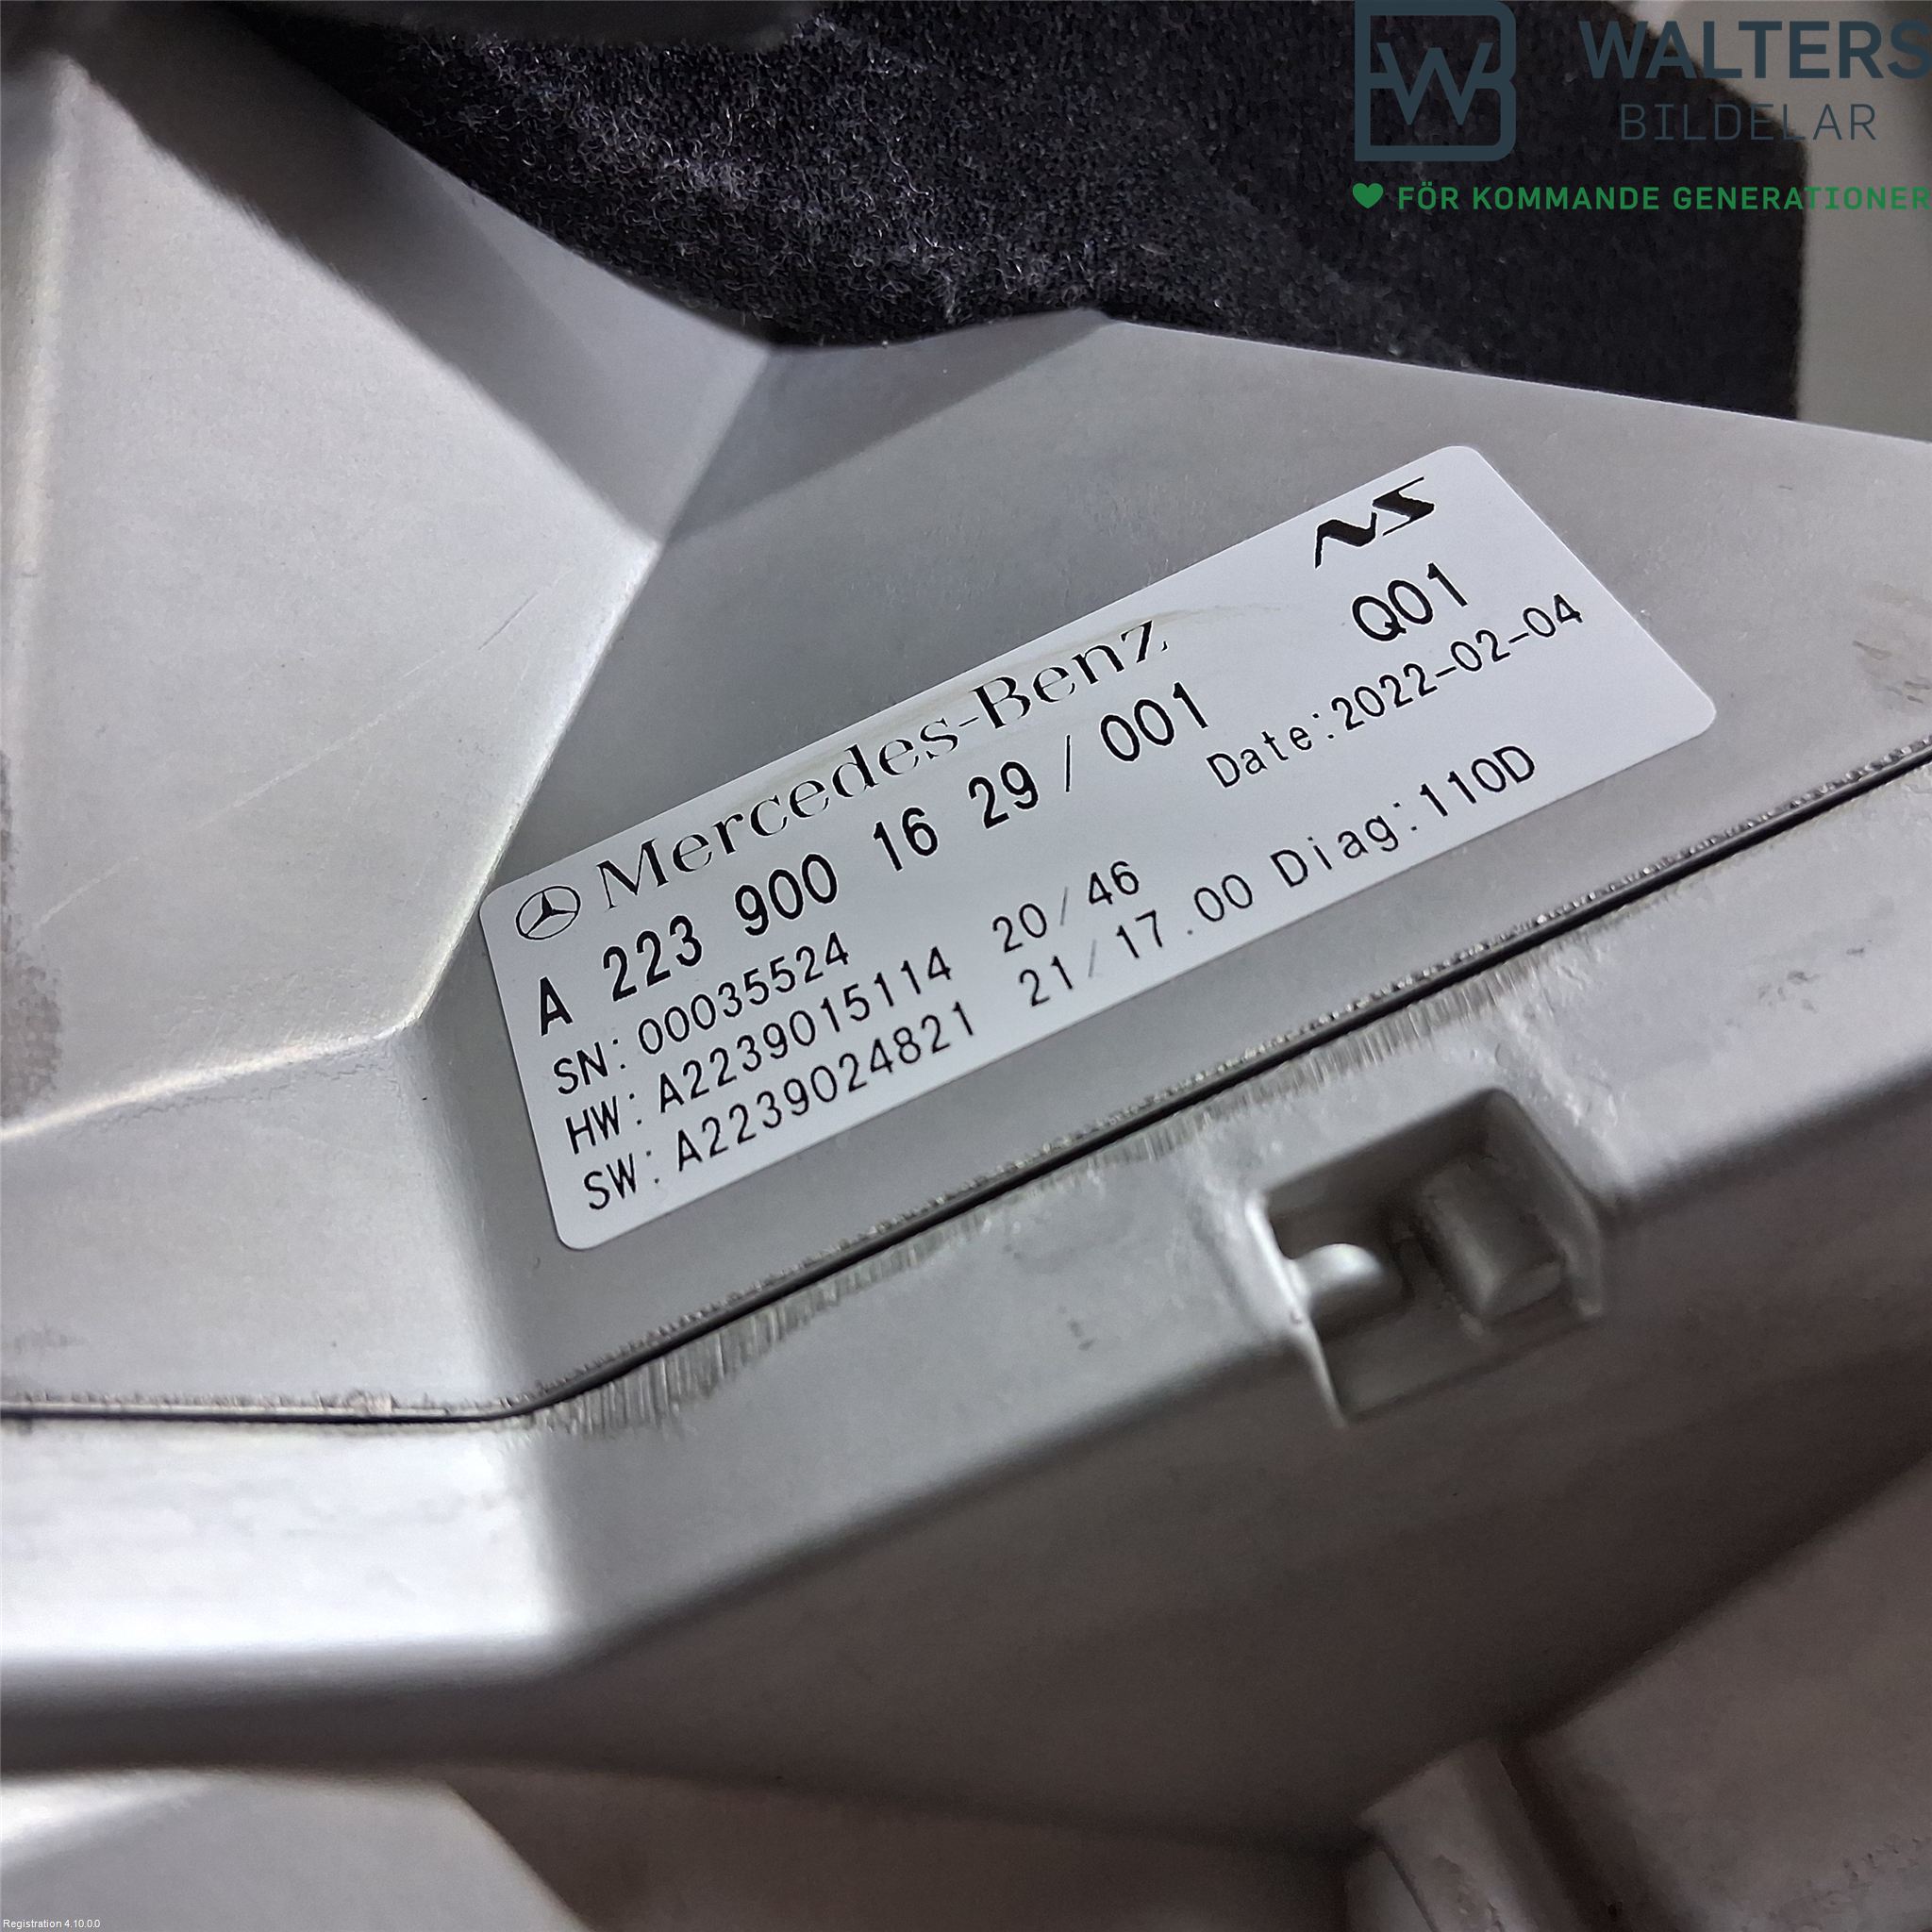 WALTERS
BILDELAR
FÖR KOMMANDE GENERATIONER
NS
Mercedes-Benz
Q01
A 223 900 16 29 / 001
Date:2022-02-04
SN: 00035524
HW: A2239015114 20/46
SW: A2239024821 21/17.00 Diag:110D
Registration 4.10.0.0